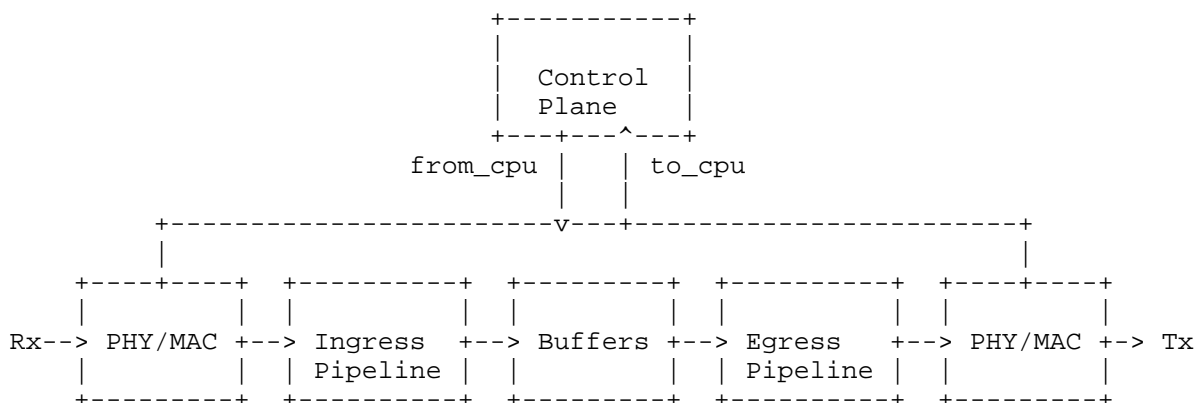 Control
Plane
from_cpu to_cpu
Rx--> PHY/MAC +--> Ingress +--> Buffers +--> Egress +--> PHY/MAC +-> Tx
Pipeline Pipeline